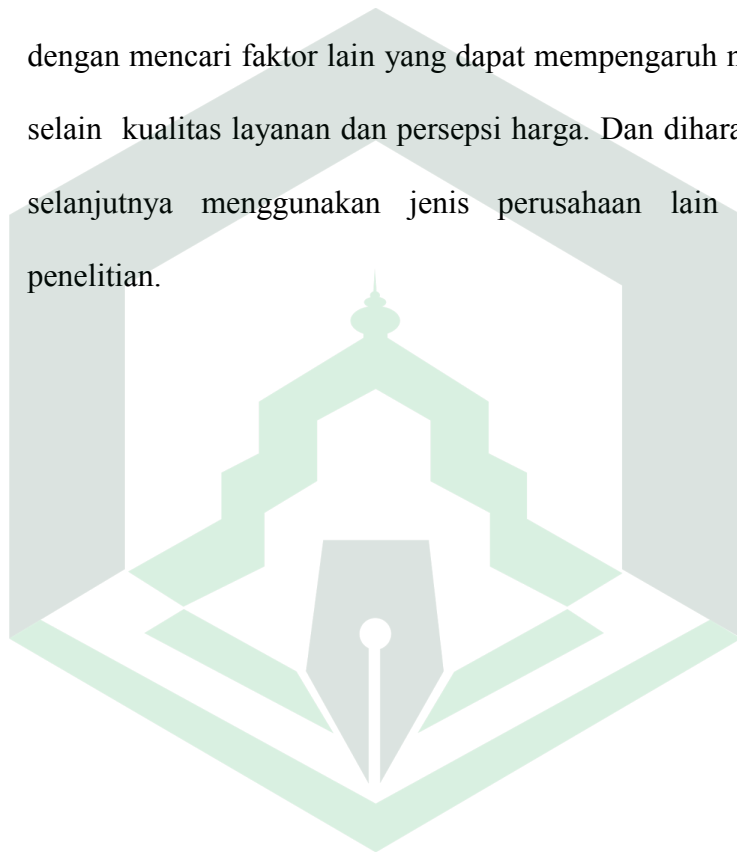 dengan mencari faktor lain yang dapat mempengaruh
selain kualitas layanan dan persepsi harga. Dan
selanjutnya menggunakan jenis perusahaan lain
penelitian.